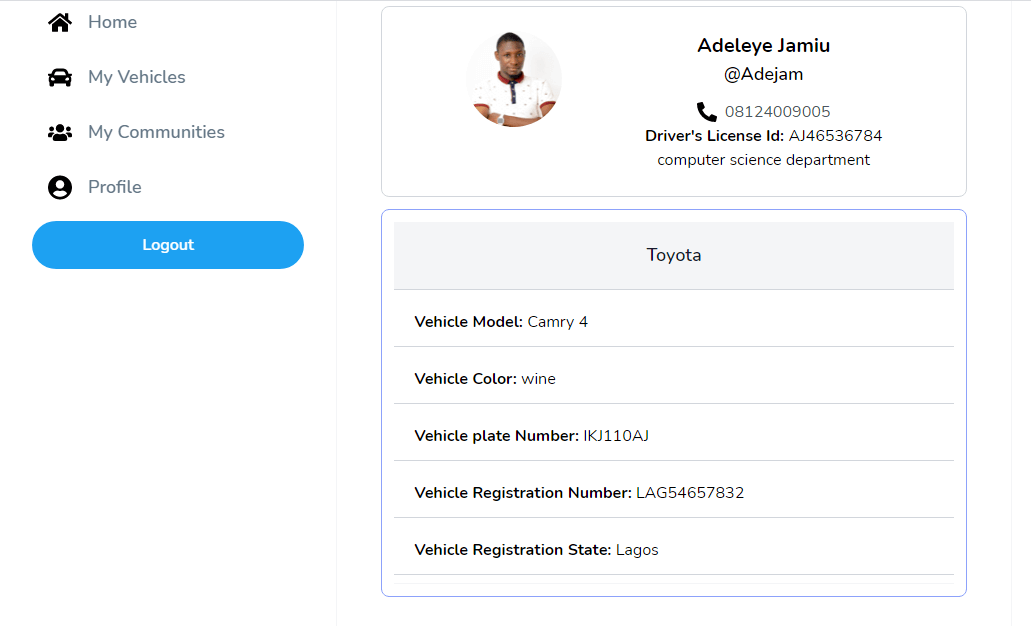 Home
My Vehicles
My Communities
Profile
Logout
Adeleye Jamiu
@Adejam
08124009005
Driver's License Id: AJ46536784
computer science department
Toyota
Vehicle Model: Camry 4
Vehicle Color: wine
Vehicle plate Number: IKJ110AJ
Vehicle Registration Number: LAG54657832
Vehicle Registration State: Lagos